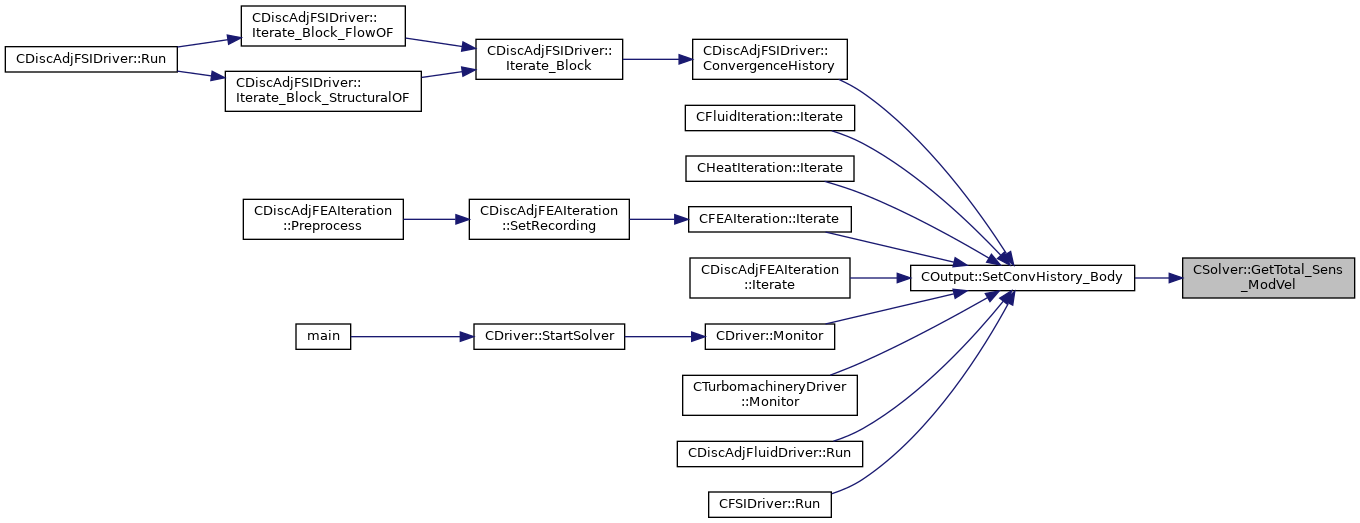 CDiscAdjFSIDriver::Run
CDiscAdjFSIDriver::
Iterate_Block_FlowOF
CDiscAdjFSIDriver::
Iterate_Block_StructuralOF
CDiscAdjFSIDriver::
Iterate_Block
CDiscAdjFSIDriver::
ConvergenceHistory
CFluidIteration::Iterate
CHeatIteration::Iterate
CDiscAdjFEAIteration
::Preprocess
CDiscAdjFEAIteration
::SetRecording
CFEAIteration::Iterate
CDiscAdjFEAIteration
::Iterate
main
CDriver::StartSolver
CDriver::Monitor
CTurbomachineryDriver
::Monitor
CDiscAdjFluidDriver::Run
CFSIDriver::Run
COutput::SetConvHistory_Body
CSolver::GetTotal_Sens
_ModVel